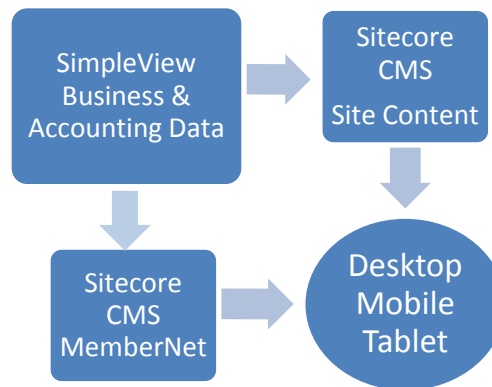 SimpleView
Business &
Accounting Data
Sitecore
CMS
Site Content
Sitecore
CMS
MemberNet
Desktop
Mobile
Tablet